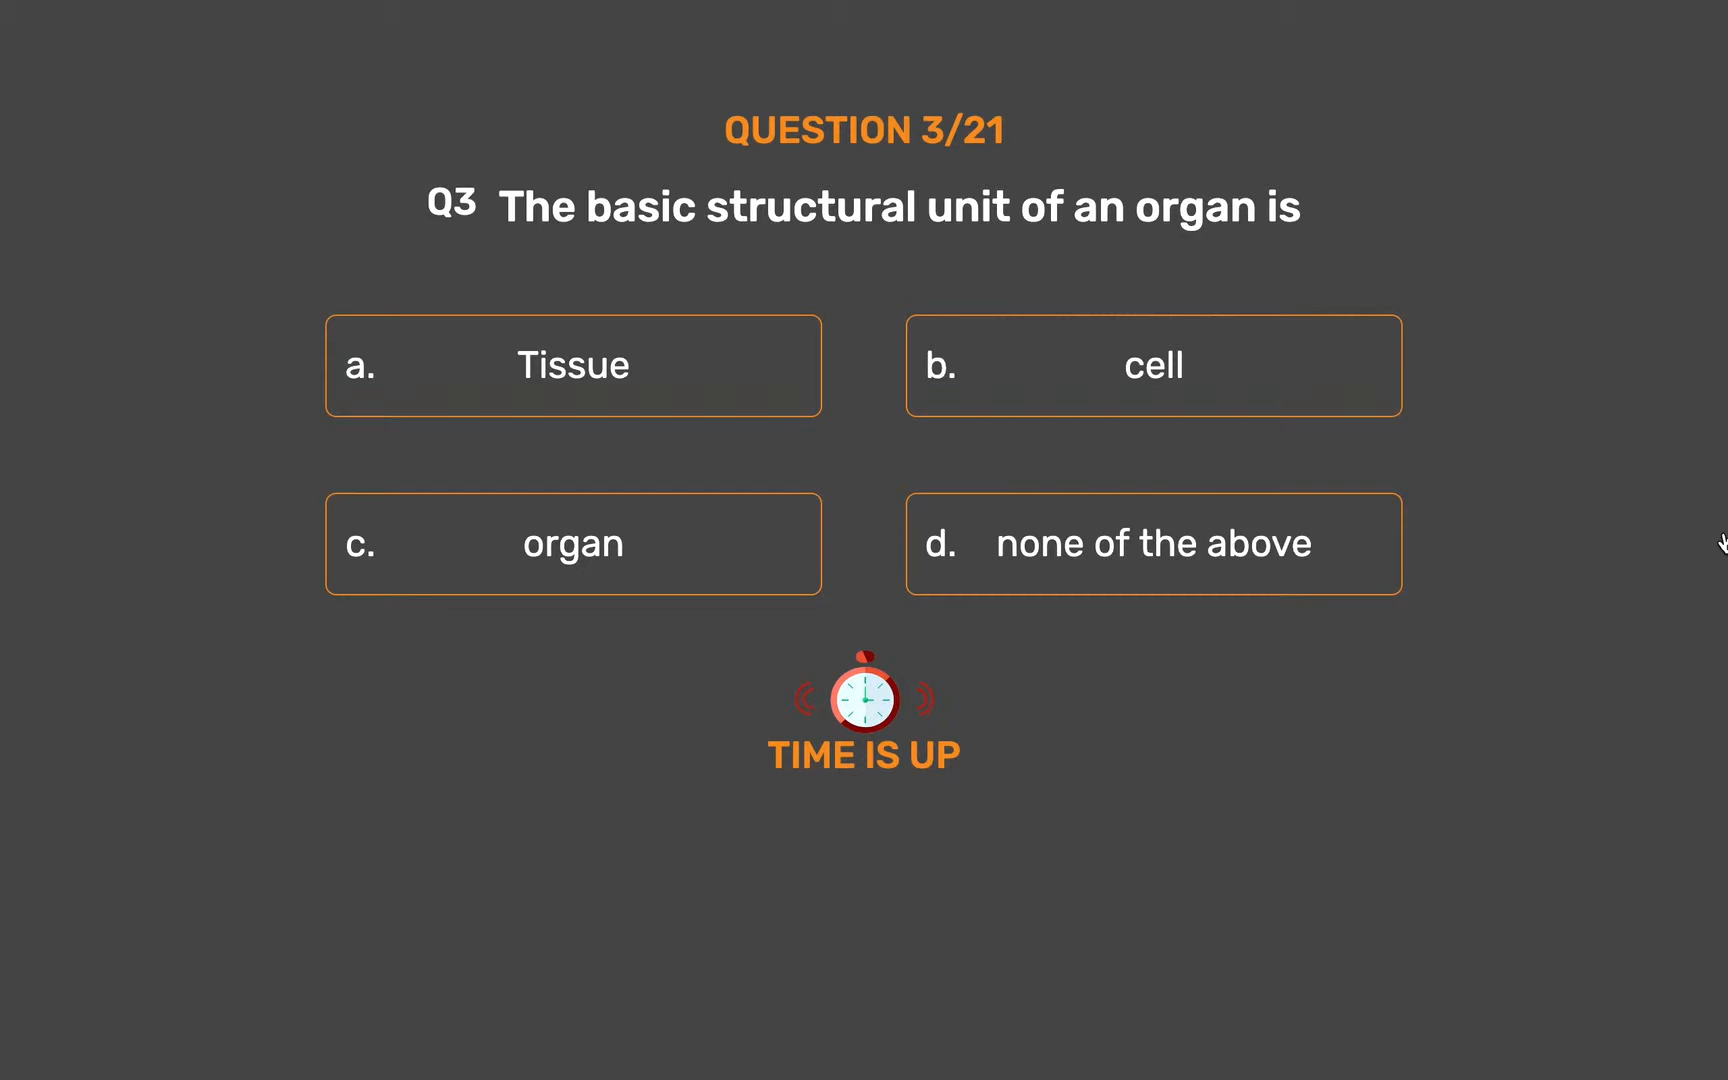 QUESTION 3/21
Q3 The basic structural unit of an organ is
a. Tissue
b. cell
c. organ
d. none of the above
TIME IS UP